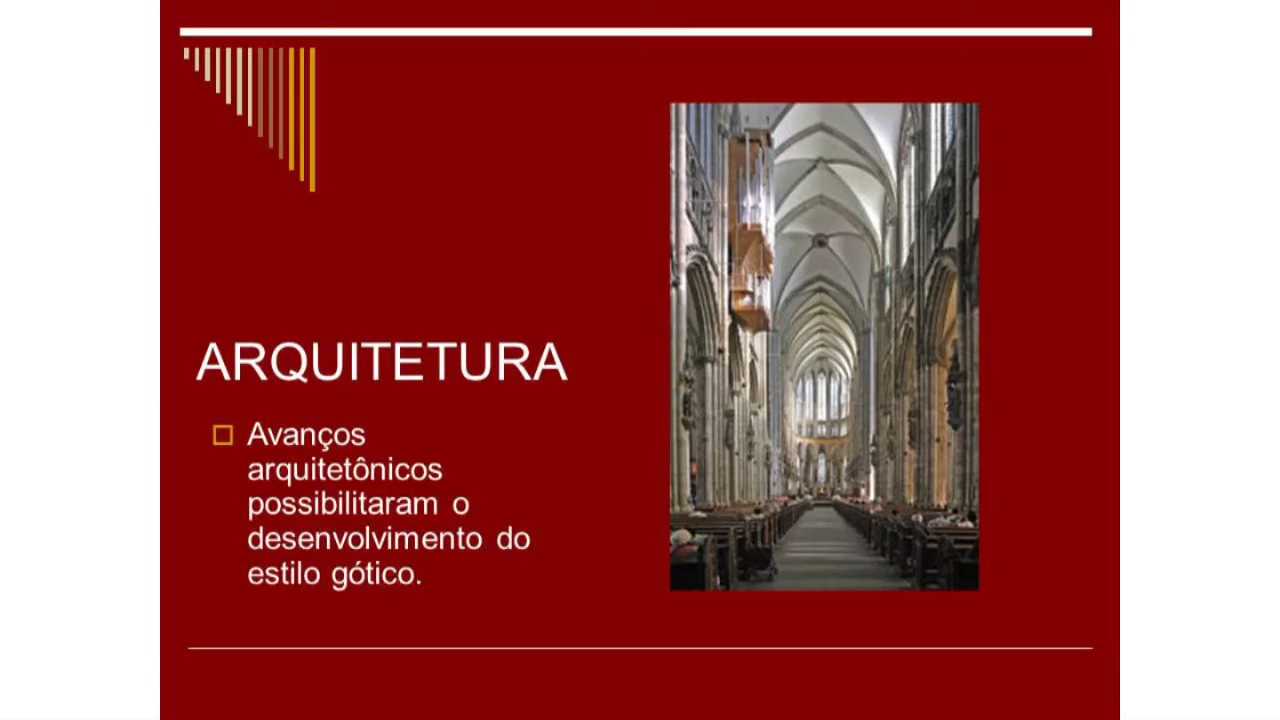 ARQUITETURA
Avanços
arquitetônicos
possibilitaram o
desenvolvimento do
estilo gótico.